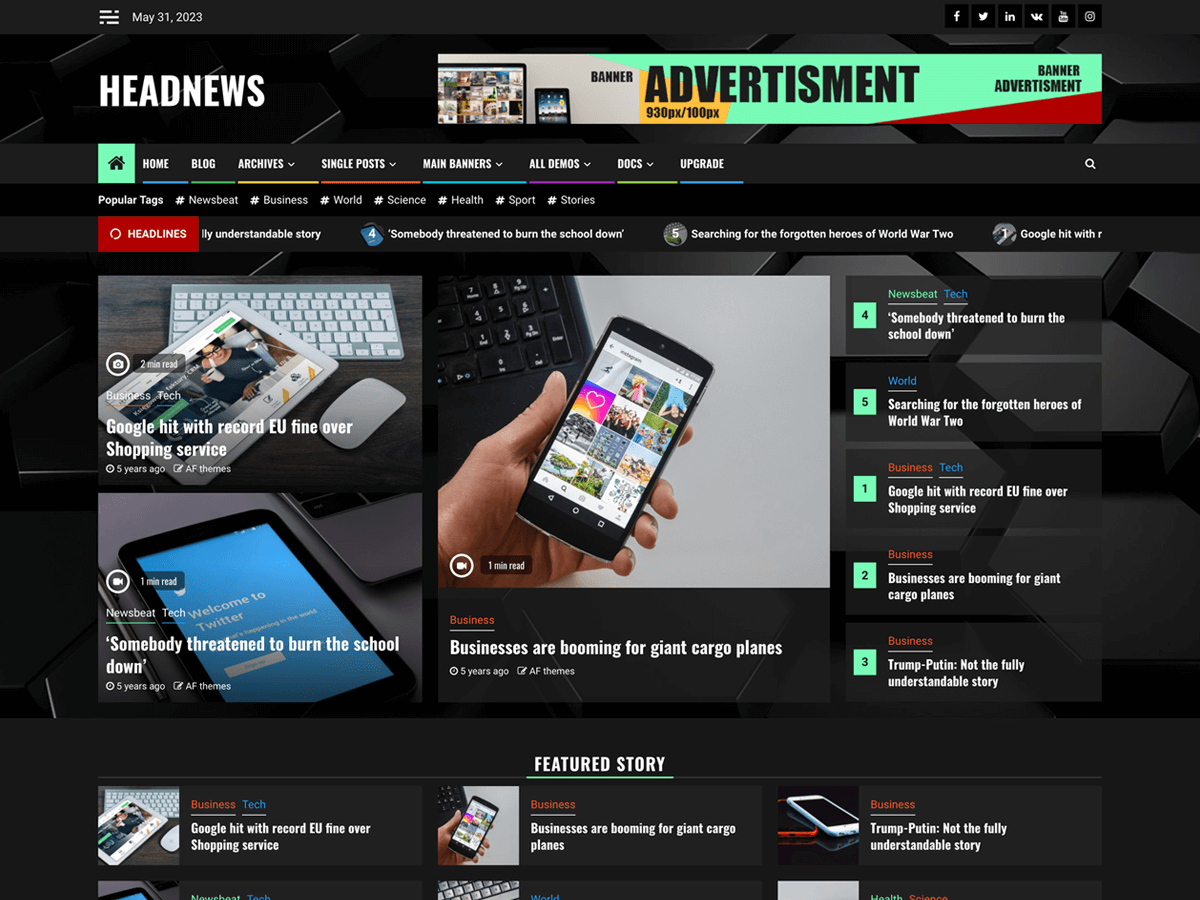 May 31, 2023
HEADNEWS
BANNER
ADVERTISMENT
930px/100px
BANNER
ADVERTISMENT
HOME BLOG ARCHIVES SINGLE POSTS MAIN BANNERS ALL DEMOS DOCS UPGRADE
Popular Tags # Newsbeat # Business # World # Science # Health # Sport # Stories
HEADLINES lly understandable story 4 ‘Somebody threatened to burn the school down’ 5 Searching for the forgotten heroes of World War Two 1 Google hit with r
2 min read
Business Tech
Google hit with record EU fine over
Shopping service
5 years ago AF themes
Welcome to
Twitter
1 min read
Newsbeat Tech
‘Somebody threatened to burn the school
down’
5 years ago AF themes
Instagram
1 min read
Business
Businesses are booming for giant cargo planes
5 years ago AF themes
4
Newsbeat Tech
‘Somebody threatened to burn the
school down’
5
World
Searching for the forgotten heroes of
World War Two
1
Business Tech
Google hit with record EU fine over
Shopping service
2
Business
Businesses are booming for giant
cargo planes
3
Business
Trump-Putin: Not the fully
understandable story
FEATURED STORY
Business Tech
Google hit with record EU fine over
Shopping service
Business
Businesses are booming for giant cargo
planes
Business
Trump-Putin: Not the fully
understandable story
Newsbeat Tech
World
Health Science